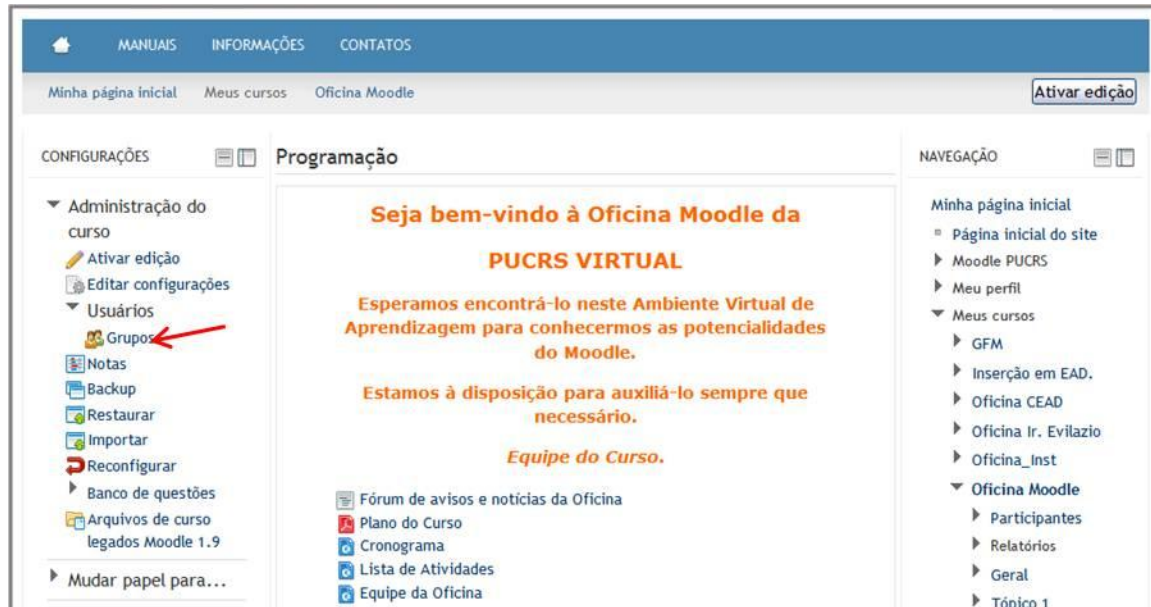 MANUAIS INFORMAÇÕES CONTATOS
Minha página inicial Meus cursos Oficina Moodle
Ativar edição
CONFIGURAÇÕES
Administração do
curso
Ativar edição
Editar configurações
Usuários
Grupos
Notas
Backup
Restaurar
Importar
Reconfigurar
Banco de questões
Arquivos de curso
legados Moodle 1.9
Mudar papel para...
Programação
Seja bem-vindo à Oficina Moodle da
PUCRS VIRTUAL
Esperamos encontrá-lo neste Ambiente Virtual de
Aprendizagem para conhecermos as potencialidades
do Moodle.
Estamos à disposição para auxiliá-lo sempre que
necessário.
Equipe do Curso.
Fórum de avisos e notícias da Oficina
Plano do Curso
Cronograma
Lista de Atividades
Equipe da Oficina
NAVEGAÇÃO
Minha página inicial
Página inicial do site
Moodle PUCRS
Meu perfil
Meus cursos
GFM
Inserção em EAD.
Oficina CEAD
Oficina Ir. Evilazio
Oficina_Inst
Oficina Moodle
Participantes
Relatórios
Geral
Tópico 1